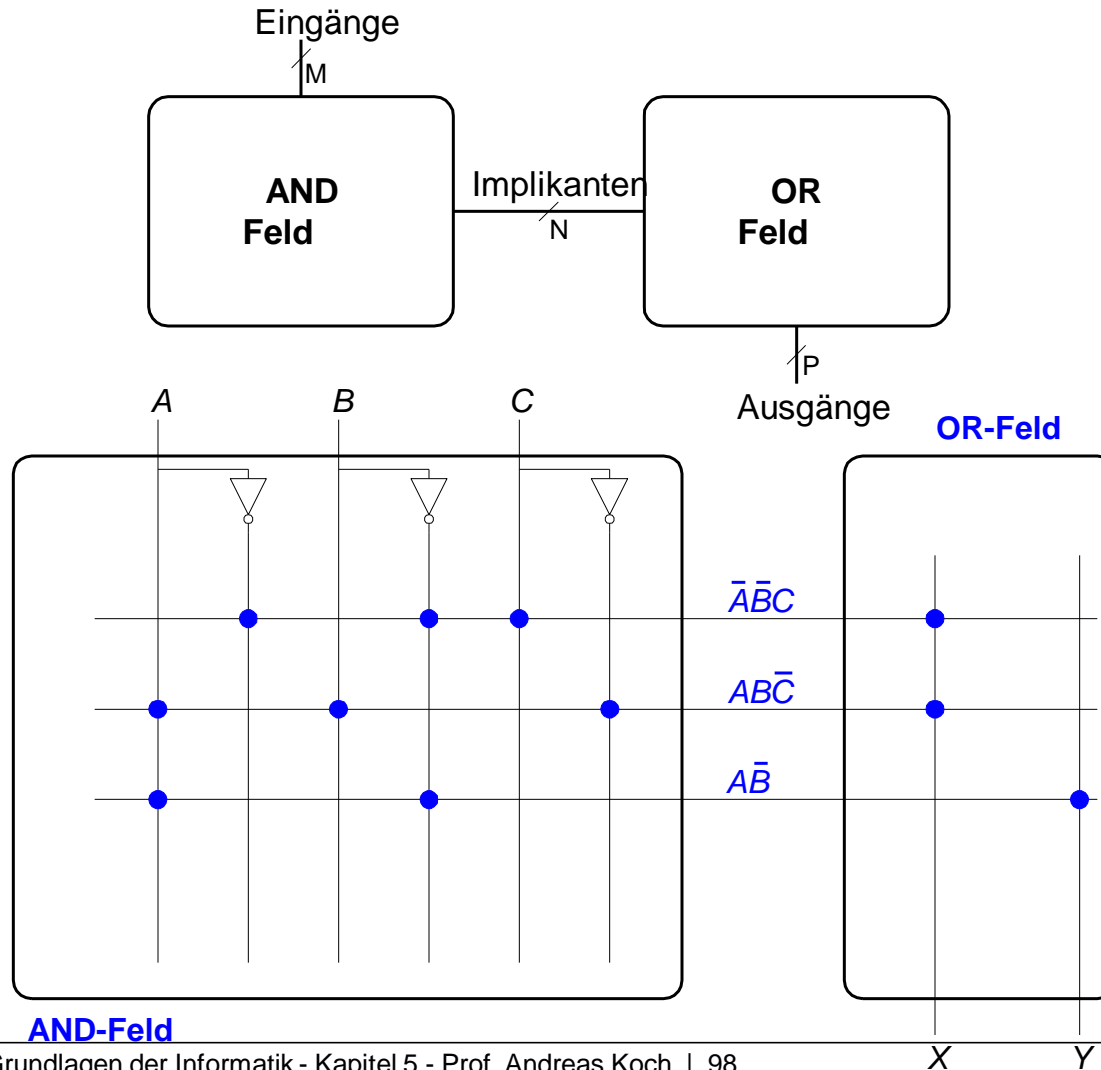 Eingänge
M
AND
Feld
Implikanten
N
OR
Feld
P
Ausgänge
A B C
OR-Feld
A̅B̅C
ABC̅
AB̅
AND-Feld
Grundlagen der Informatik - Kapitel 5 - Prof. Andreas Koch | 98
X Y